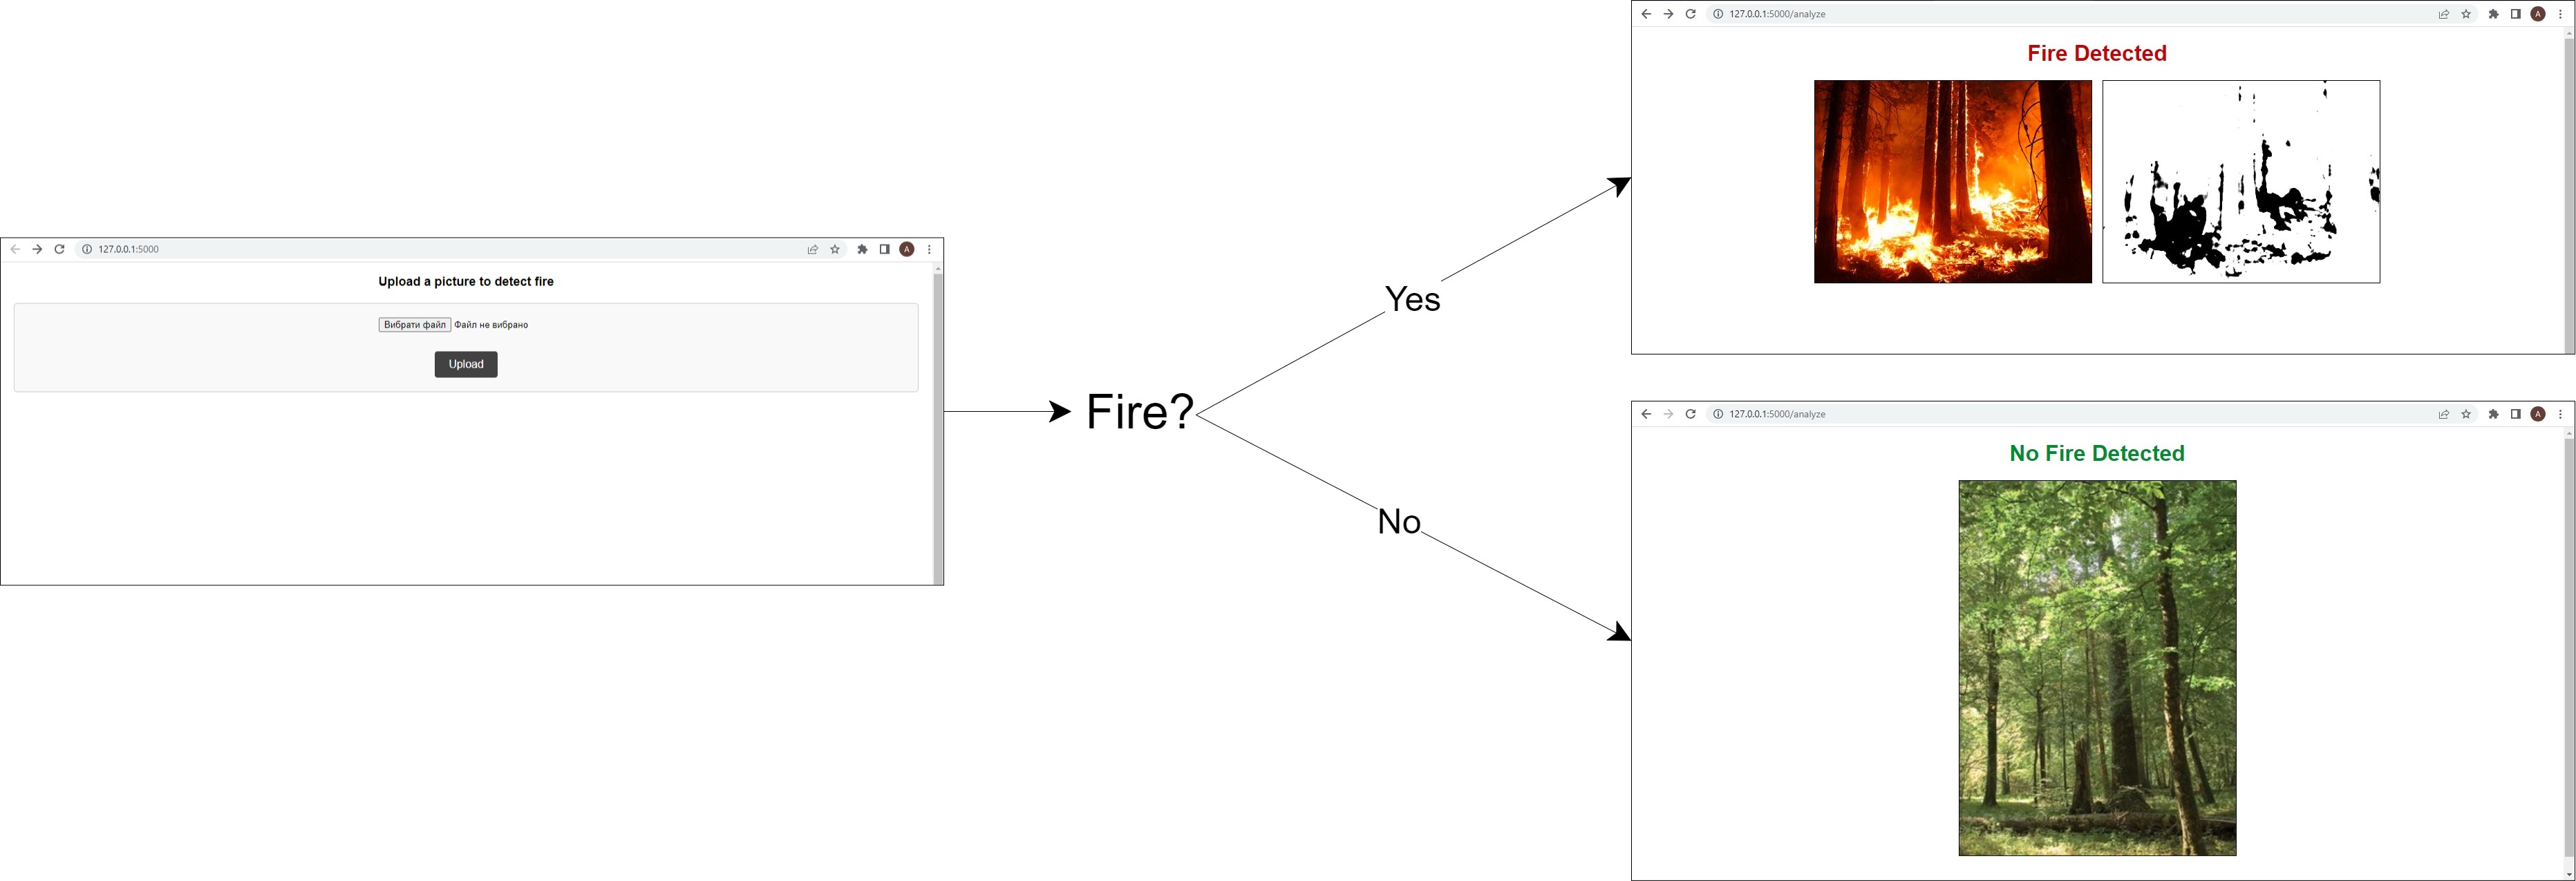 127.0.0.1:5000
A
Upload a picture to detect fire
Вибрати файл Файл не вибрано
Upload
Fire?
Yes
No
127.0.0.1:5000/analyze
A
Fire Detected
127.0.0.1:5000/analyze
A
No Fire Detected